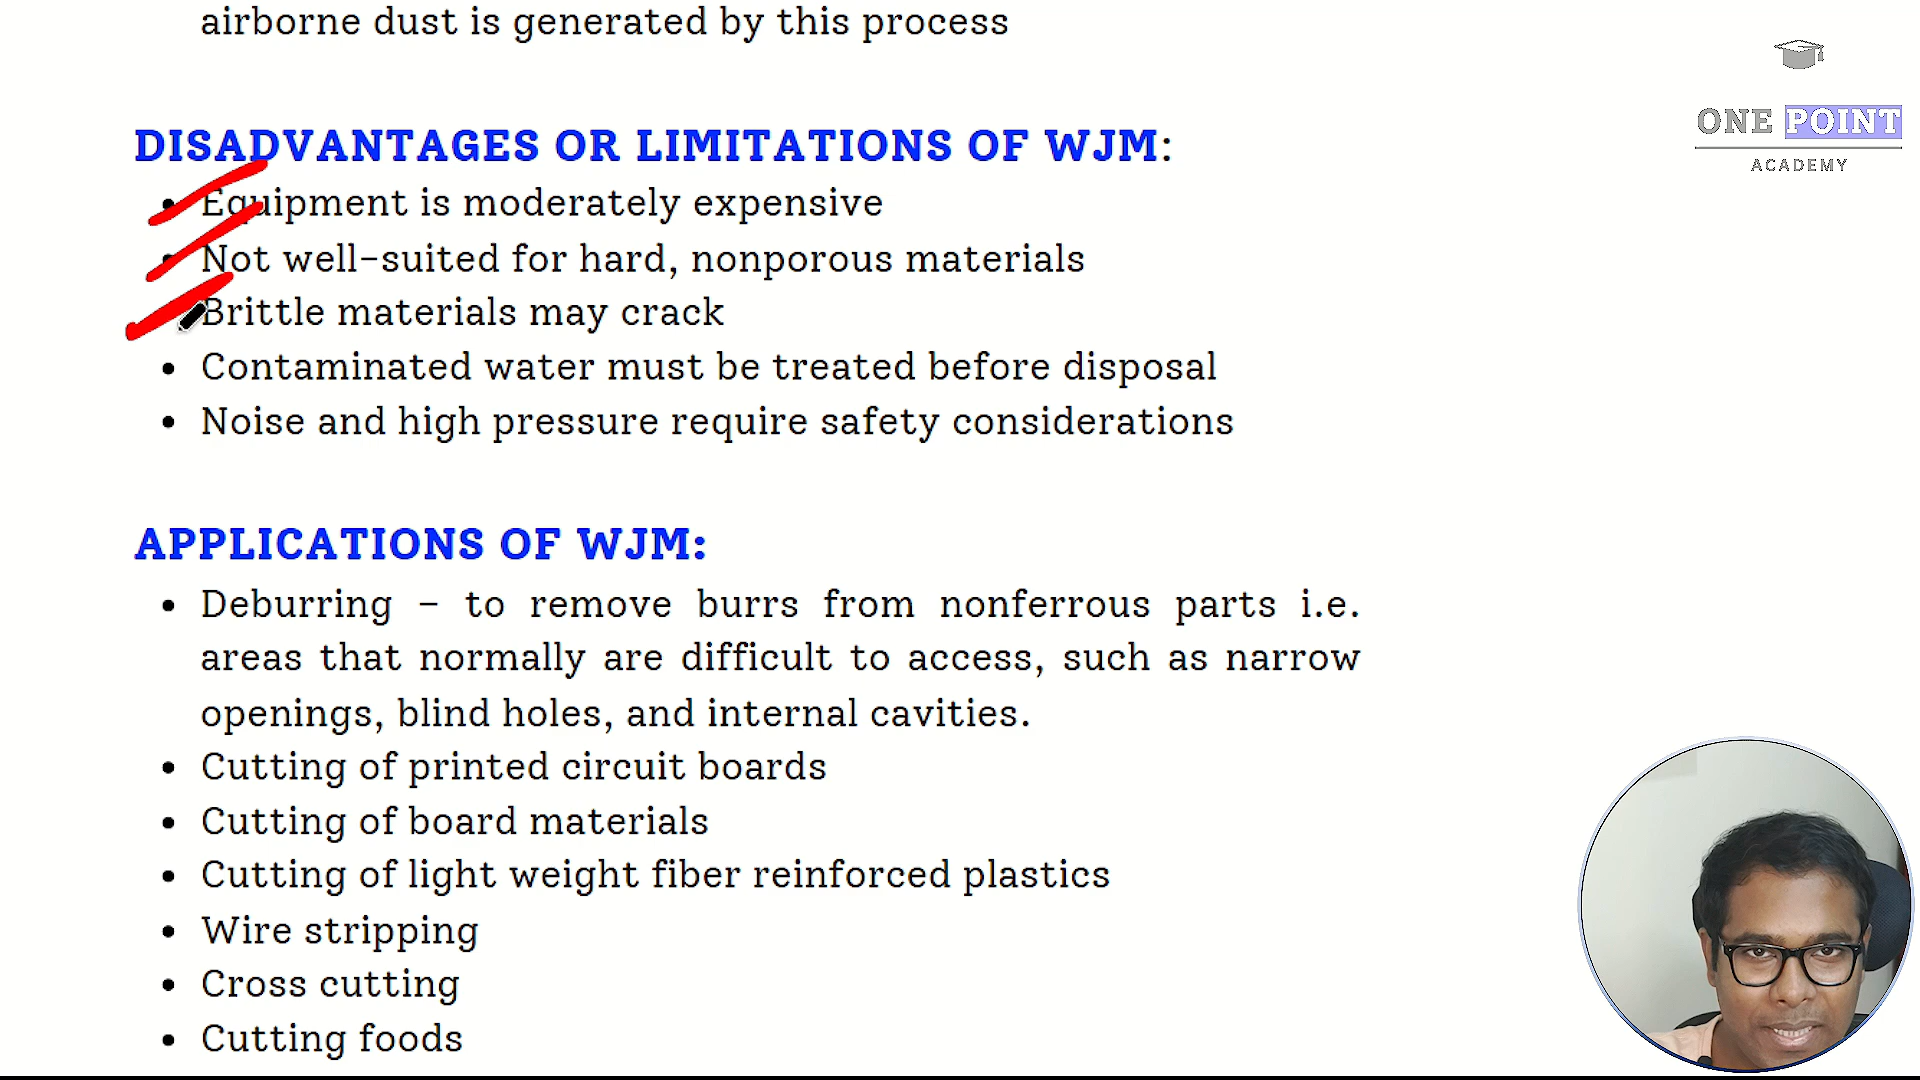 airborne dust is generated by this process
ONE POINT
ACADEMY
DISADVANTAGES OR LIMITATIONS OF WJM:
• Equipment is moderately expensive
• Not well-suited for hard, nonporous materials
Brittle materials may crack
• Contaminated water must be treated before disposal
• Noise and high pressure require safety considerations
APPLICATIONS OF WJM:
• Deburring – to remove burrs from nonferrous parts i.e.
areas that normally are difficult to access, such as narrow
openings, blind holes, and internal cavities.
• Cutting of printed circuit boards
• Cutting of board materials
• Cutting of light weight fiber reinforced plastics
• Wire stripping
• Cross cutting
• Cutting foods